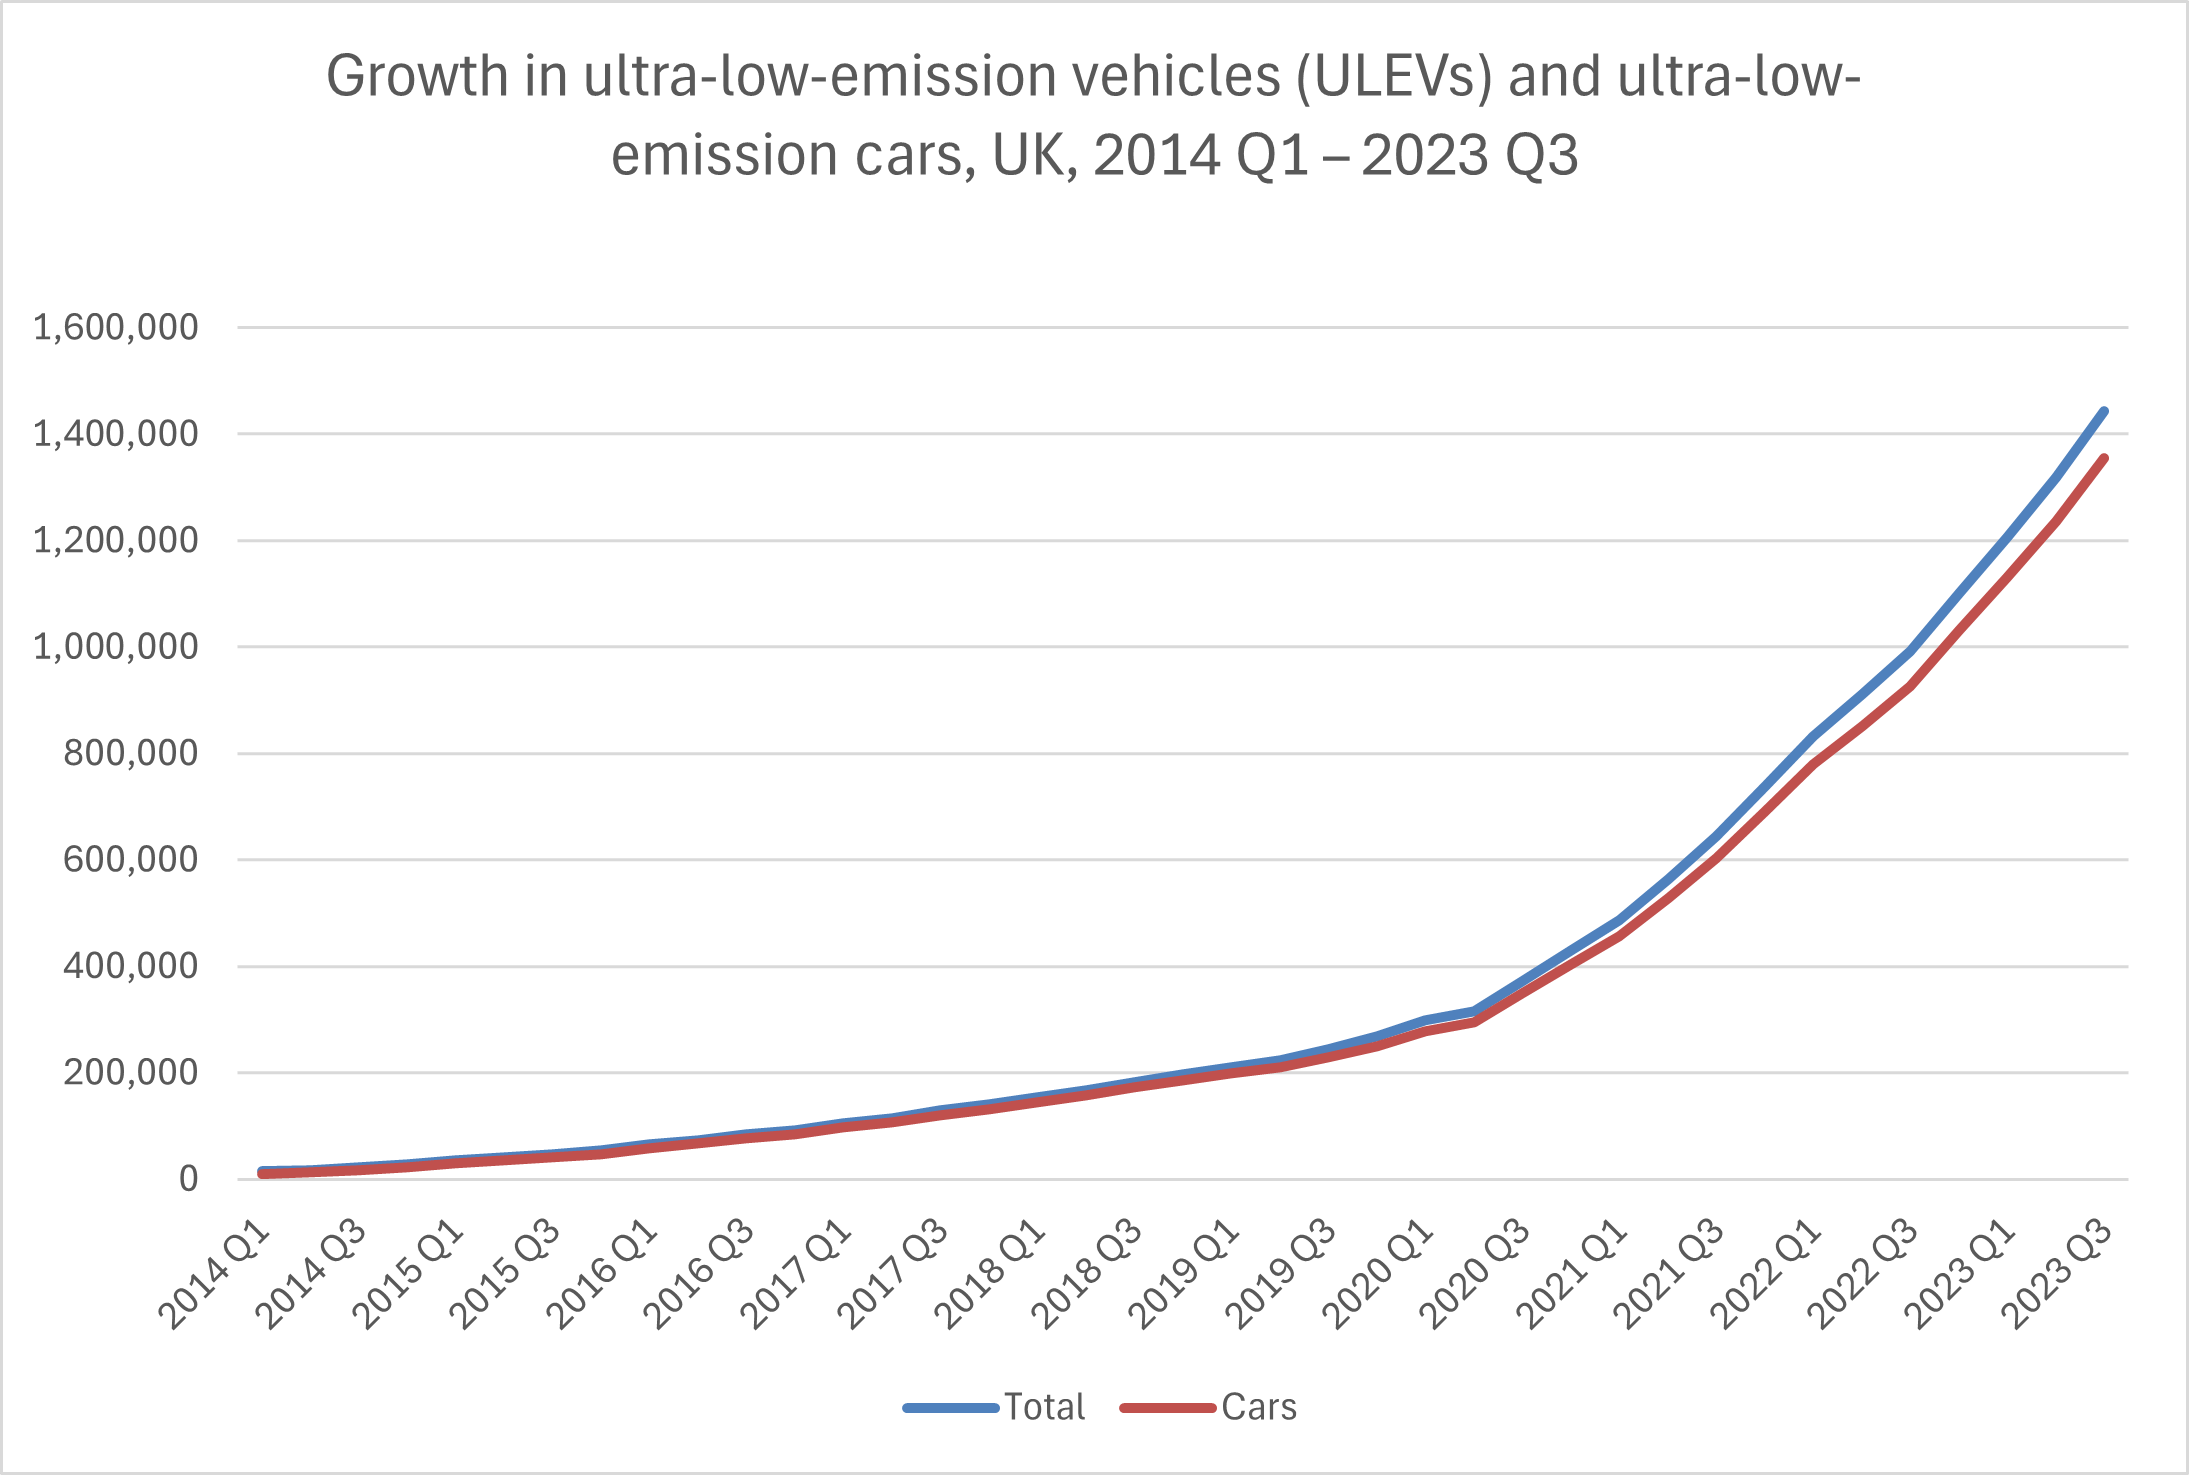 Growth in ultra-low-emission vehicles (ULEVs) and ultra-low-
emission cars, UK, 2014 Q1 – 2023 Q3
1,600,000
1,400,000
1,200,000
1,000,000
800,000
600,000
400,000
200,000
0
2014 Q1
2014 Q3
2015 Q1
2015 Q3
2016 Q1
2016 Q3
2017 Q1
2017 Q3
2018 Q1
2018 Q3
2019 Q1
2019 Q3
2020 Q1
2020 Q3
2021 Q1
2021 Q3
2022 Q1
2022 Q3
2023 Q1
2023 Q3
Total
Cars